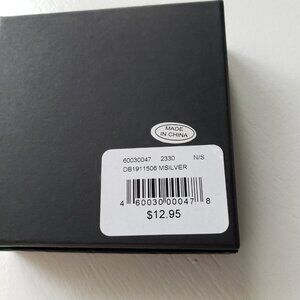 MADE
IN
CHINA
60030047 2330 N/S
DB1911506 MSILVER
4 60030 00047 8
$12.95